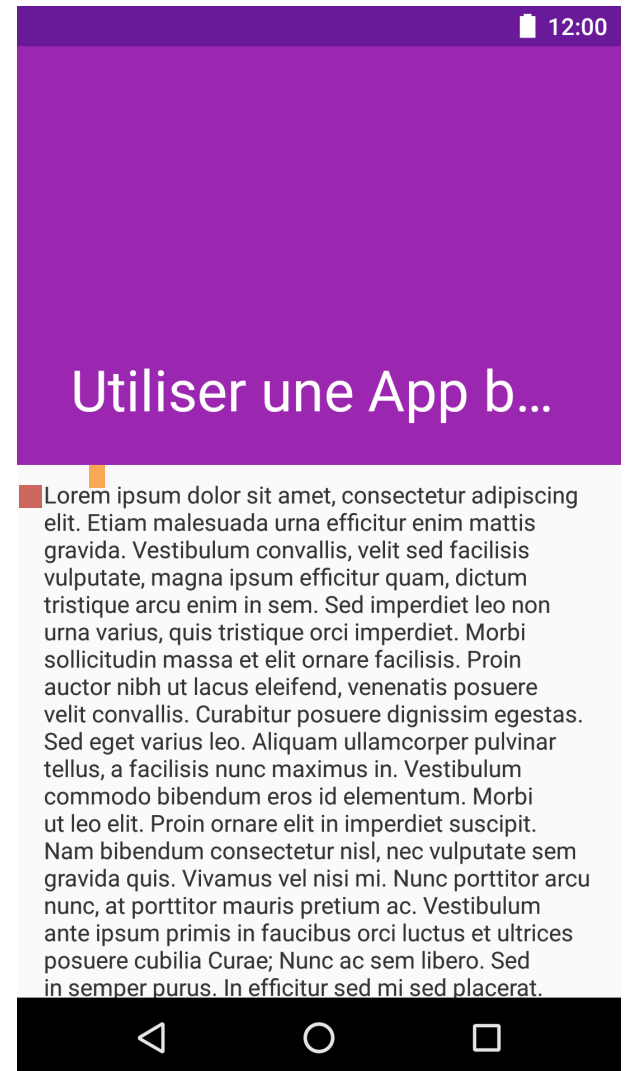 12:00
Utiliser une App b...
Lorem ipsum dolor sit amet, consectetur adipiscing
elit. Etiam malesuada urna efficitur enim mattis
gravida. Vestibulum convallis, velit sed facilisis
vulputate, magna ipsum efficitur quam, dictum
tristique arcu enim in sem. Sed imperdiet leo non
urna varius, quis tristique orci imperdiet. Morbi
sollicitudin massa et elit ornare facilisis. Proin
auctor nibh ut lacus eleifend, venenatis posuere
velit convallis. Curabitur posuere dignissim egestas.
Sed eget varius leo. Aliquam ullamcorper pulvinar
tellus, a facilisis nunc maximus in. Vestibulum
commodo bibendum eros id elementum. Morbi
ut leo elit. Proin ornare elit in imperdiet suscipit.
Nam bibendum consectetur nisl, nec vulputate sem
gravida quis. Vivamus vel nisi mi. Nunc porttitor arcu
nunc, at porttitor mauris pretium ac. Vestibulum
ante ipsum primis in faucibus orci luctus et ultrices
posuere cubilia Curae; Nunc ac sem libero. Sed
in semper purus. In efficitur sed mi sed placerat.